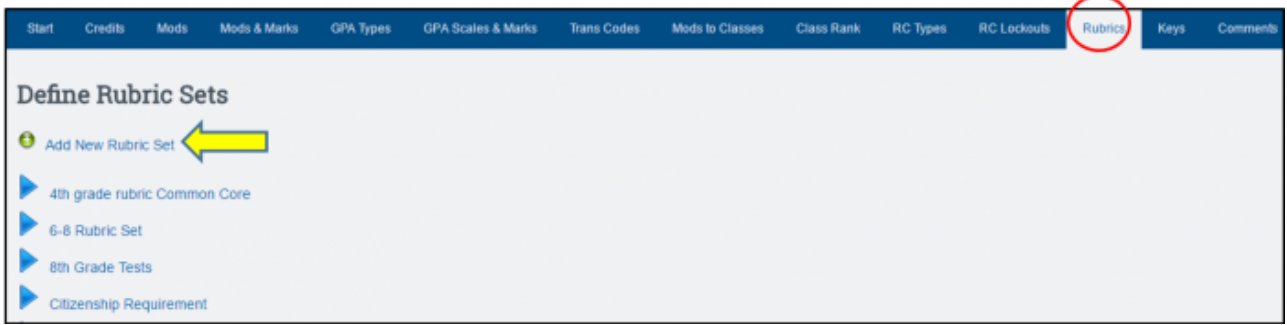 Start Credits Mods Mods & Marks GPA Types GPA Scales & Marks Trans Codes Mods to Classes Class Rank RC Types RC Lockouts Rubrics Keys Comments
Define Rubric Sets
Add New Rubric Set
4th grade rubric Common Core
6-8 Rubric Set
8th Grade Tests
Citizenship Requirement